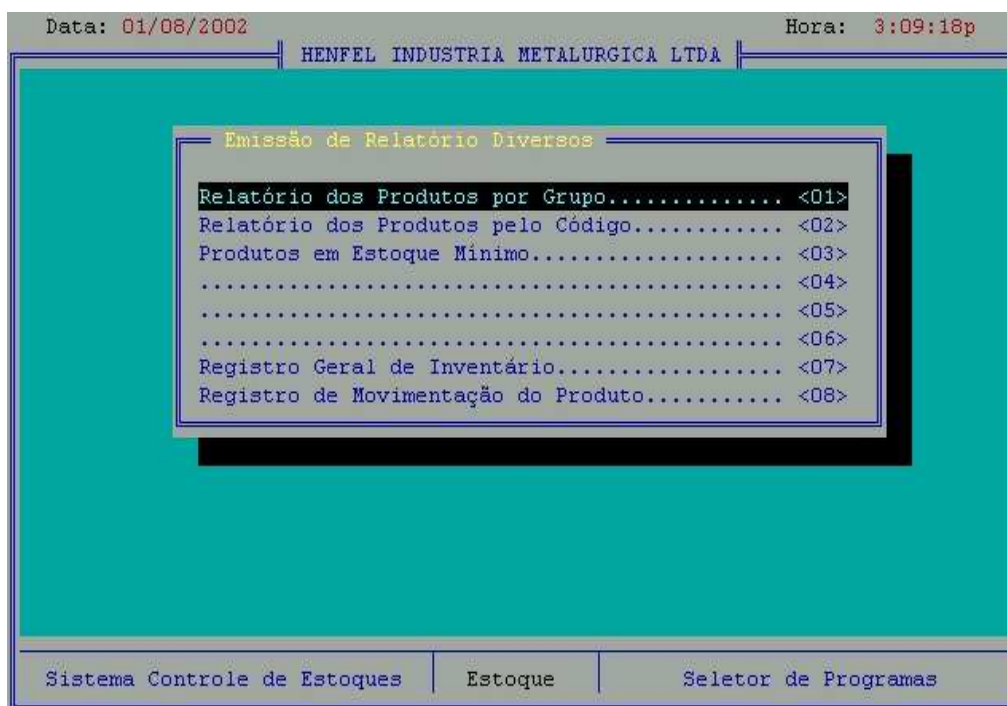 Data: 01/08/2002 Hora: 3:09:18p
HENFEL INDUSTRIA METALURGICA LTDA
Emissão de Relatório Diversos
Relatório dos Produtos por Grupo.............. <01>
Relatório dos Produtos pelo Código............ <02>
Produtos em Estoque Mínimo.................... <03>
.............................................. <04>
.............................................. <05>
.............................................. <06>
Registro Geral de Inventário.................. <07>
Registro de Movimentação do Produto........... <08>
Sistema Controle de Estoques Estoque Seletor de Programas